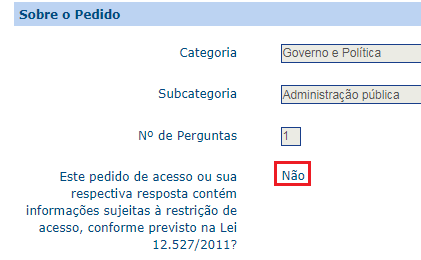 Sobre o Pedido
Categoria
Governo e Política
Subcategoria
Administração pública
Nº de Perguntas
1
Este pedido de acesso ou sua
respectiva resposta contém
informações sujeitas à restrição de
acesso, conforme previsto na Lei
12.527/2011?
Não